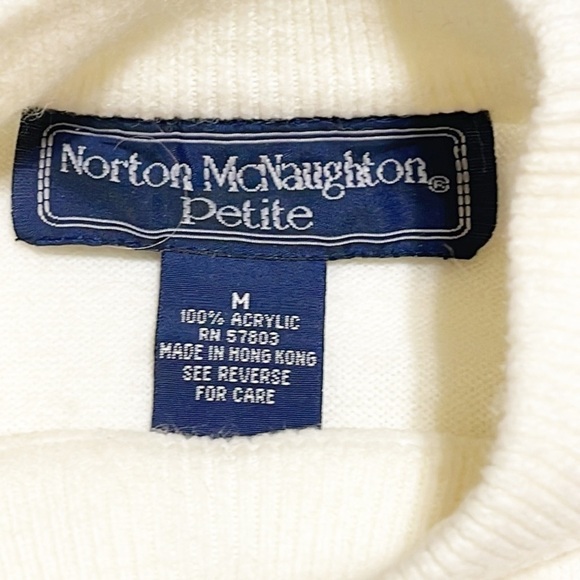 Norton McNaughton®
Petite
M
100% ACRYLIC
RN 57803
MADE IN HONG KONG
SEE REVERSE
FOR CARE